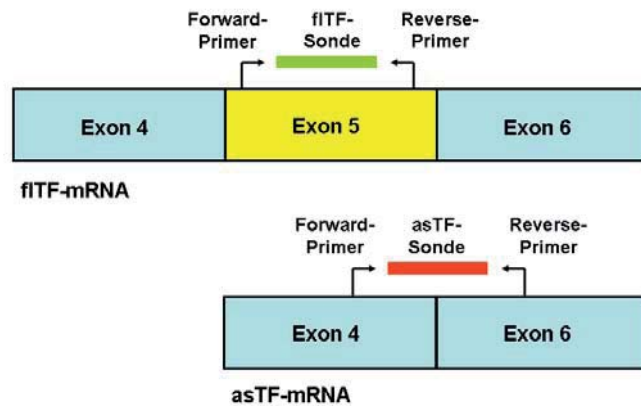 Forward-Primer
flTF-Sonde
Reverse-Primer
Exon 4
Exon 5
Exon 6
flTF-mRNA
Forward-Primer
asTF-Sonde
Reverse-Primer
Exon 4
Exon 6
asTF-mRNA